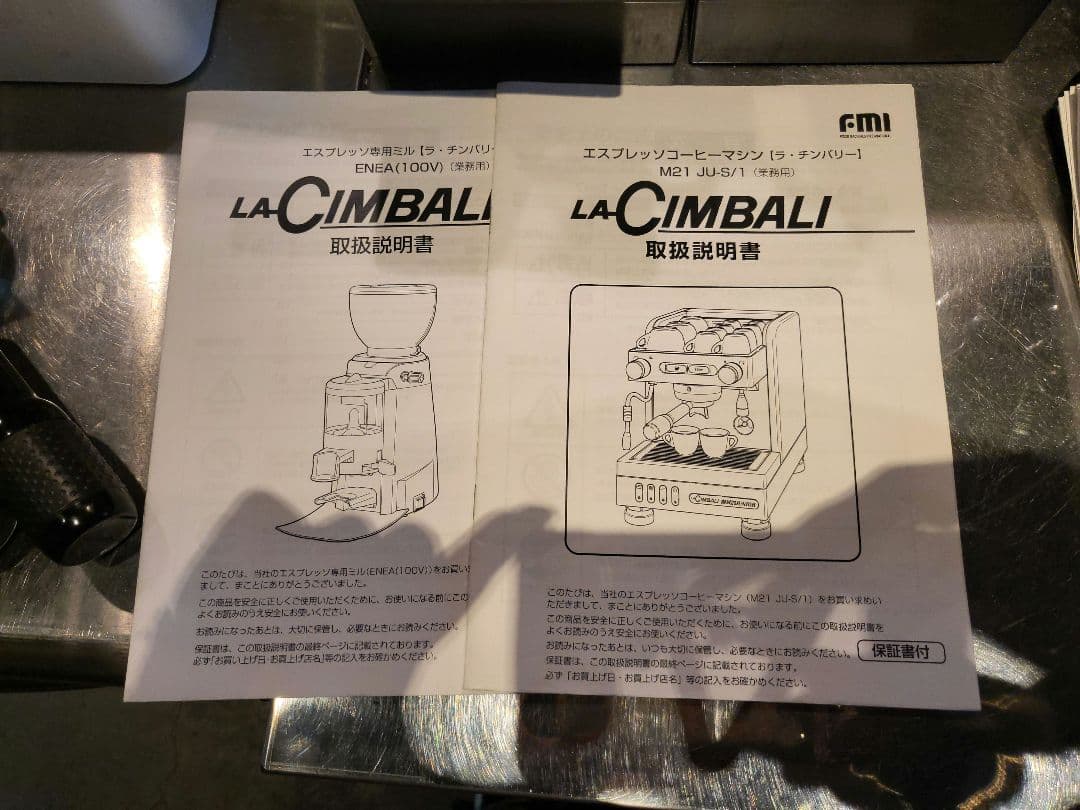 エスプレッソ専用ミル【ラ・チンバリー
ENEA(100V)（業務用）
LA CIMBALI
取扱説明書
このたびは、当社のエスプレッソ専用ミル(ENEA(100V))をお買い
まして、まことにありがとうございました。
この商品を安全に正しくご使用いただくために、お使いになる前にこの
よくお読みのうえ安全にお使いください。
お読みになったあとは、大切に保管し、必要なときにお読みください。
保証書は、この取扱説明書の最終ページに記載されております。
必ず「お買い上げ日・お買上げ店名」等の記入をお確かめください。
FMI
エスプレッソコーヒーマシン【ラ・チンバリー】
M21 JU-S/1（業務用）
LA CIMBALI
取扱説明書
LA CIMBALI
このたびは、当社のエスプレッソコーヒーマシン（M21 JU-S/1）をお買い求めい
ただきまして、まことにありがとうございました。
この商品を安全に正しくご使用いただくために、お使いになる前にこの取扱説明書を
よくお読みのうえ安全にお使いください。
お読みになったあとは、いつも大切に保管し、必要なときにお読みください。
保証書は、この取扱説明書の最終ページに記載されております。
必ず「お買上げ日・お買上げ店名」等の記入をお確かめください。
保証書付